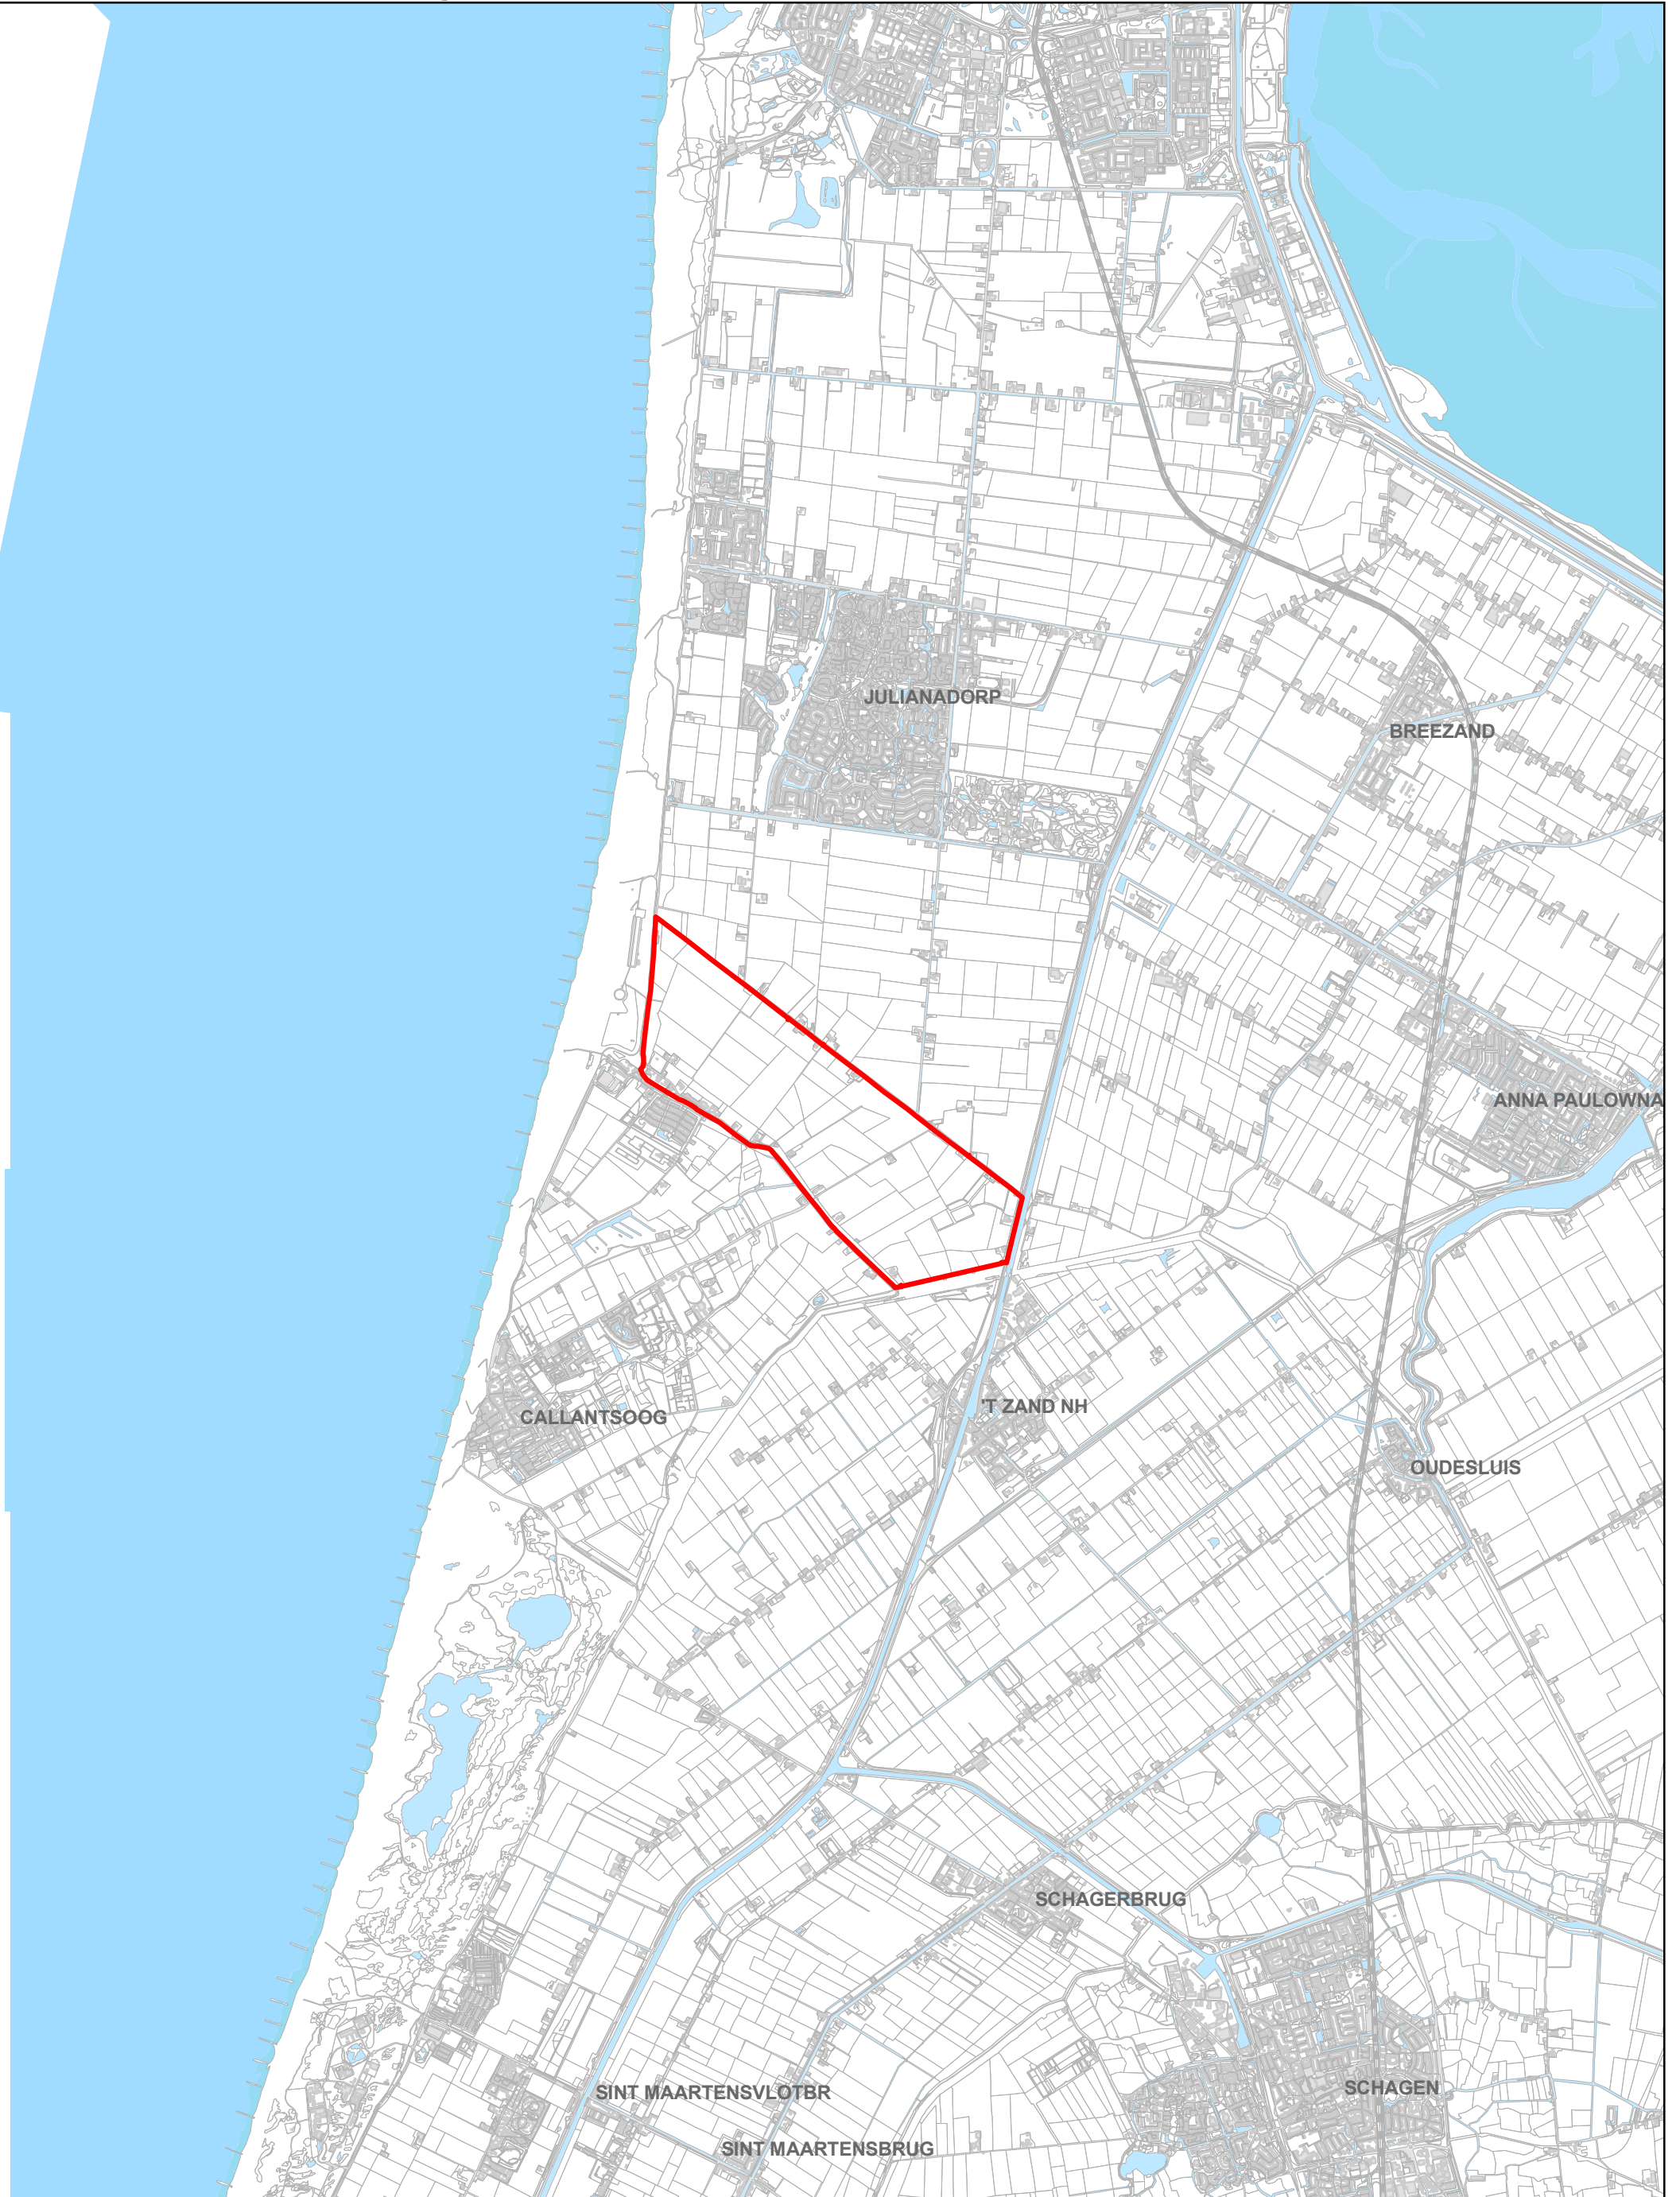 JULIANADORP
BREEZAND
ANNA PAULOWNA
'T ZAND NH
CALLANTSOOG
OUDESLUIS
SCHAGERBRUG
SINT MAARTENSVLOTBR
SCHAGEN
SINT MAARTENSBRUG